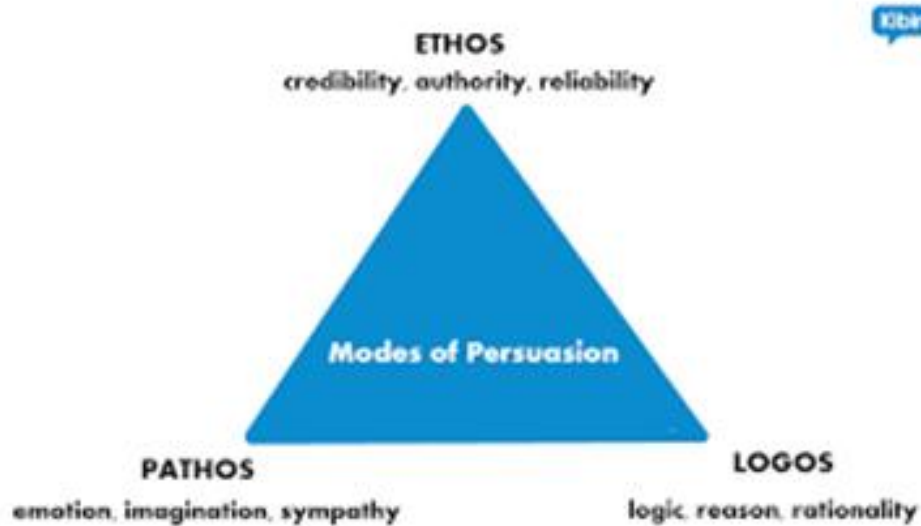 ETHOS
credibility, authority, reliability
Modes of Persuasion
PATHOS
emotion, imagination, sympathy
LOGOS
logic, reason, rationality